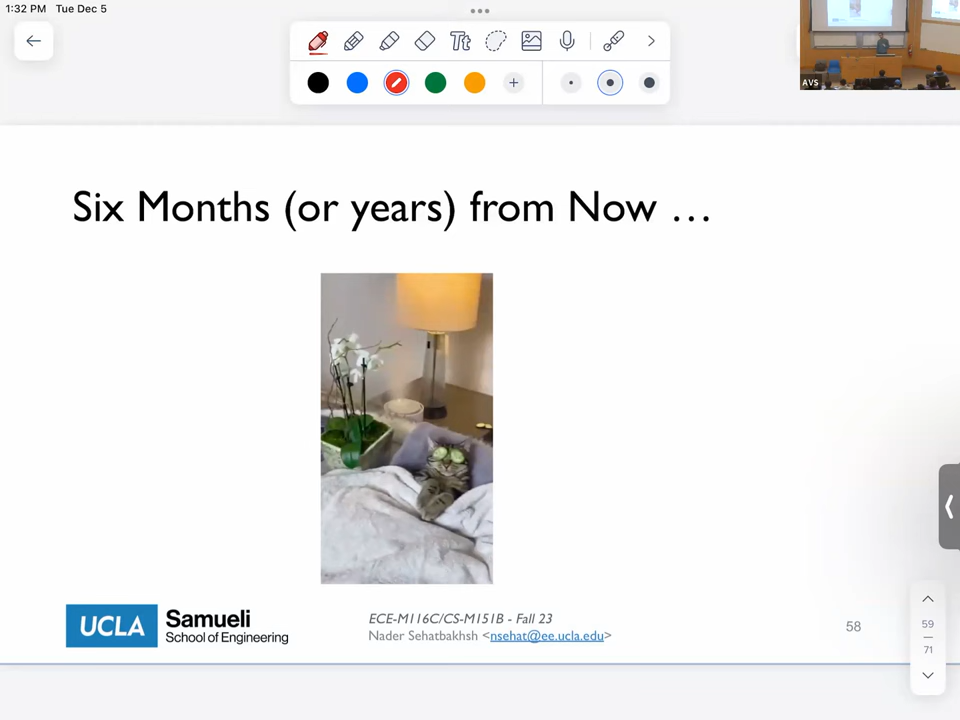 1:32 PM Tue Dec 5
Tt
AVS
Six Months (or years) from Now …
UCLA
Samueli
School of Engineering
ECE-M116C/CS-M151B - Fall 23
Nader Sehatbakhsh <nsehat@ee.ucla.edu>
58
59
71